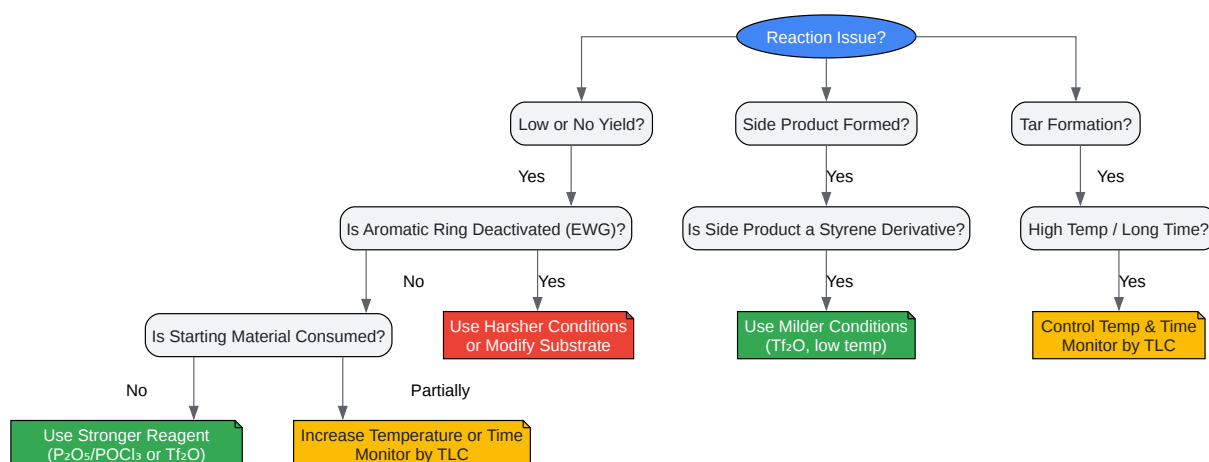 Reaction Issue?
Low or No Yield?
Side Product Formed?
Tar Formation?
Yes
Yes
Yes
Is Aromatic Ring Deactivated (EWG)?
Is Side Product a Styrene Derivative?
High Temp / Long Time?
No
Yes
Yes
Yes
Is Starting Material Consumed?
Use Harsher Conditions
or Modify Substrate
Use Milder Conditions
(Tf₂O, low temp)
Control Temp & Time
Monitor by TLC
No
Partially
Use Stronger Reagent
(P₂O₅/POCl₃ or Tf₂O)
Increase Temperature or Time
Monitor by TLC